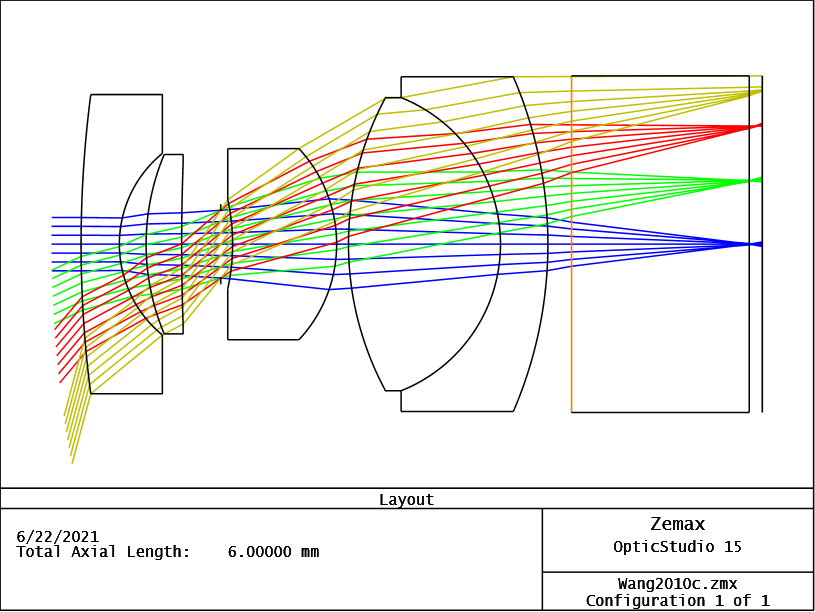 Layout
6/22/2021
Total Axial Length: 6.00000 mm
Zemax
OpticStudio 15
Wang2010c.zmx
Configuration 1 of 1